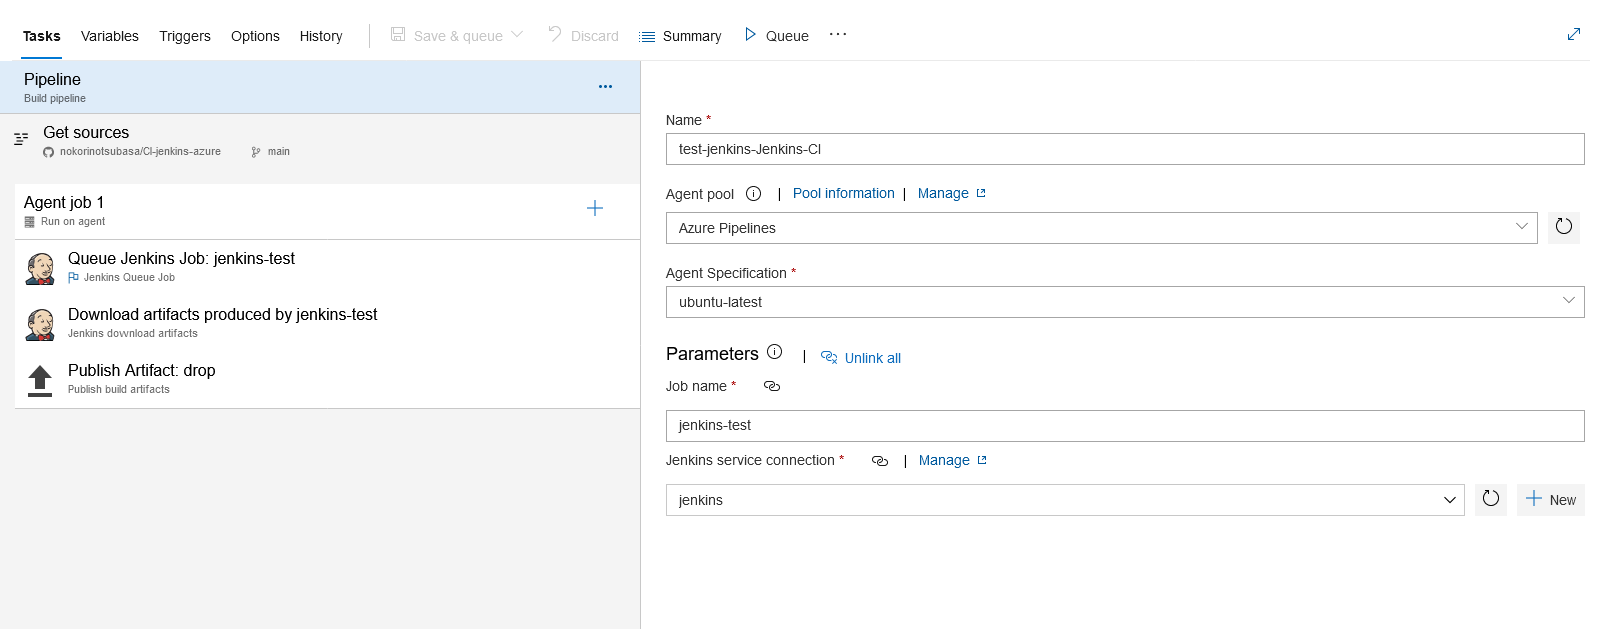 Tasks Variables Triggers Options History Save & queue Discard Summary Queue ...
Pipeline
Build pipeline
Get sources
nokorinotsubasa/CI-jenkins-azure main
Agent job 1
Run on agent
Queue Jenkins Job: jenkins-test
Jenkins Queue Job
Download artifacts produced by jenkins-test
Jenkins download artifacts
Publish Artifact: drop
Publish build artifacts
Name *
test-jenkins-Jenkins-CI
Agent pool | Pool information | Manage
Azure Pipelines
Agent Specification *
ubuntu-latest
Parameters | Unlink all
Job name *
jenkins-test
Jenkins service connection * | Manage
jenkins
New